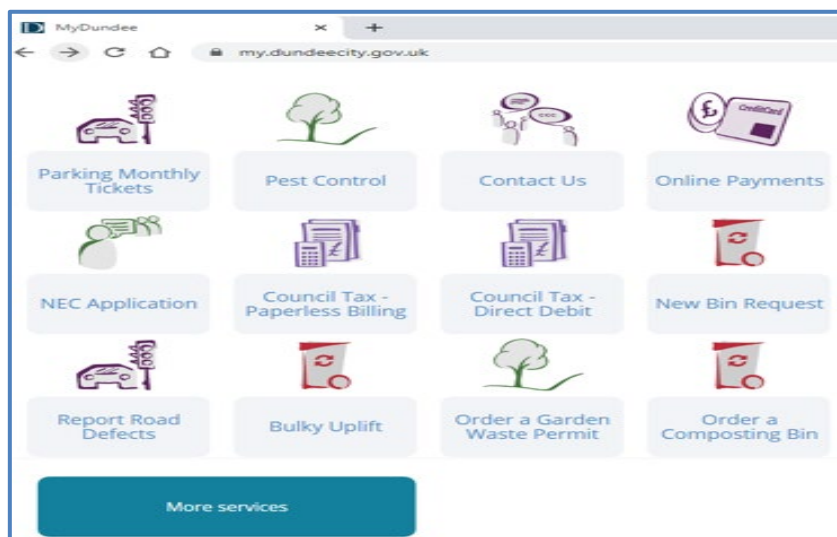 MyDundee
my.dundeecity.gov.uk
£
CreditCard
Parking Monthly
Tickets
Pest Control
Contact Us
Online Payments
£
£
NEC Application
Council Tax -
Paperless Billing
Council Tax -
Direct Debit
New Bin Request
Report Road
Defects
Bulky Uplift
Order a Garden
Waste Permit
Order a
Composting Bin
More services